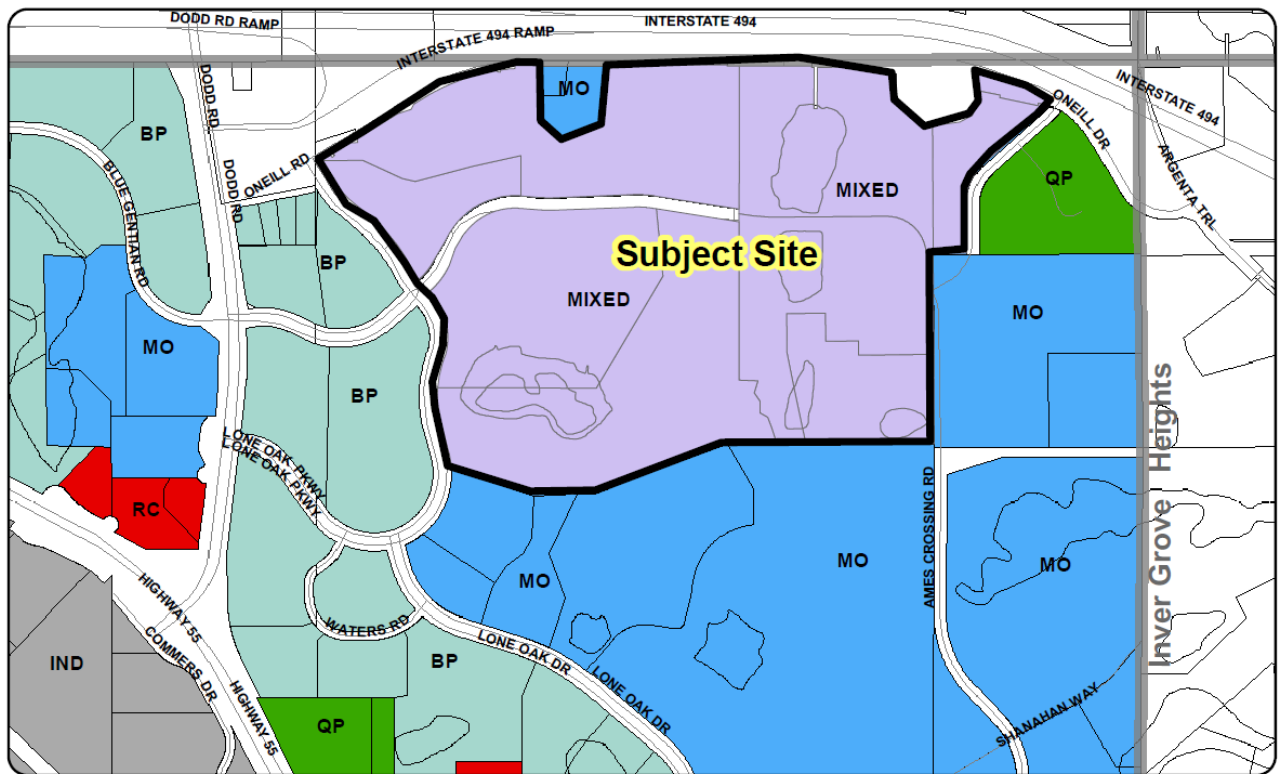 DODD RD RAMP
INTERSTATE 494
INTERSTATE 494 RAMP
INTERSTATE 494
DODD RD
MO
ONEILL DR
BP
ARGENTA TRL
BLUE GENTIAN RD
ONEILL RD
DODD RD
MIXED
QP
Subject Site
BP
MIXED
MO
MO
BP
Inver Grove Heights
LONE OAK PKWY
LONE OAK PKWY
RC
AMES CROSSING RD
MO
MO
MO
HIGHWAY 55
WATERS RD
COMMERS DR
LONE OAK DR
IND
BP
LONE OAK DR
HIGHWAY 55
QP
SHANAHAN WAY